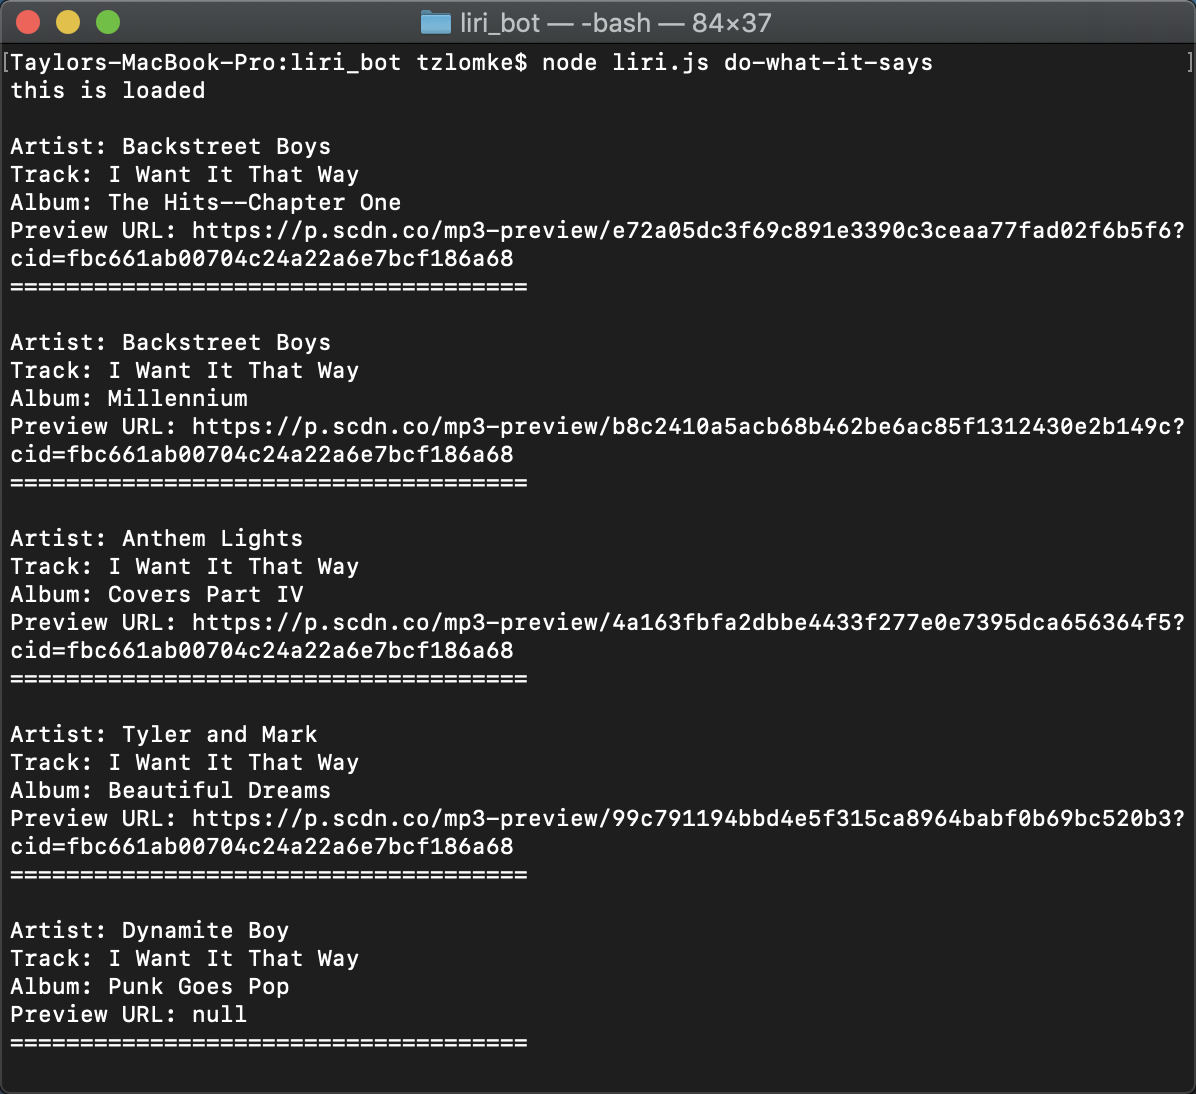 liri_bot — -bash — 84×37
[Taylors-MacBook-Pro:liri_bot tzlomke$ node liri.js do-what-it-says ]
this is loaded
Artist: Backstreet Boys
Track: I Want It That Way
Album: The Hits--Chapter One
Preview URL: https://p.scdn.co/mp3-preview/e72a05dc3f69c891e3390c3ceaa77fad02f6b5f6?
cid=fbc661ab00704c24a22a6e7bcf186a68
=====================================
Artist: Backstreet Boys
Track: I Want It That Way
Album: Millennium
Preview URL: https://p.scdn.co/mp3-preview/b8c2410a5acb68b462be6ac85f1312430e2b149c?
cid=fbc661ab00704c24a22a6e7bcf186a68
=====================================
Artist: Anthem Lights
Track: I Want It That Way
Album: Covers Part IV
Preview URL: https://p.scdn.co/mp3-preview/4a163fbfa2dbbe4433f277e0e7395dca656364f5?
cid=fbc661ab00704c24a22a6e7bcf186a68
=====================================
Artist: Tyler and Mark
Track: I Want It That Way
Album: Beautiful Dreams
Preview URL: https://p.scdn.co/mp3-preview/99c791194bbd4e5f315ca8964babf0b69bc520b3?
cid=fbc661ab00704c24a22a6e7bcf186a68
=====================================
Artist: Dynamite Boy
Track: I Want It That Way
Album: Punk Goes Pop
Preview URL: null
=====================================